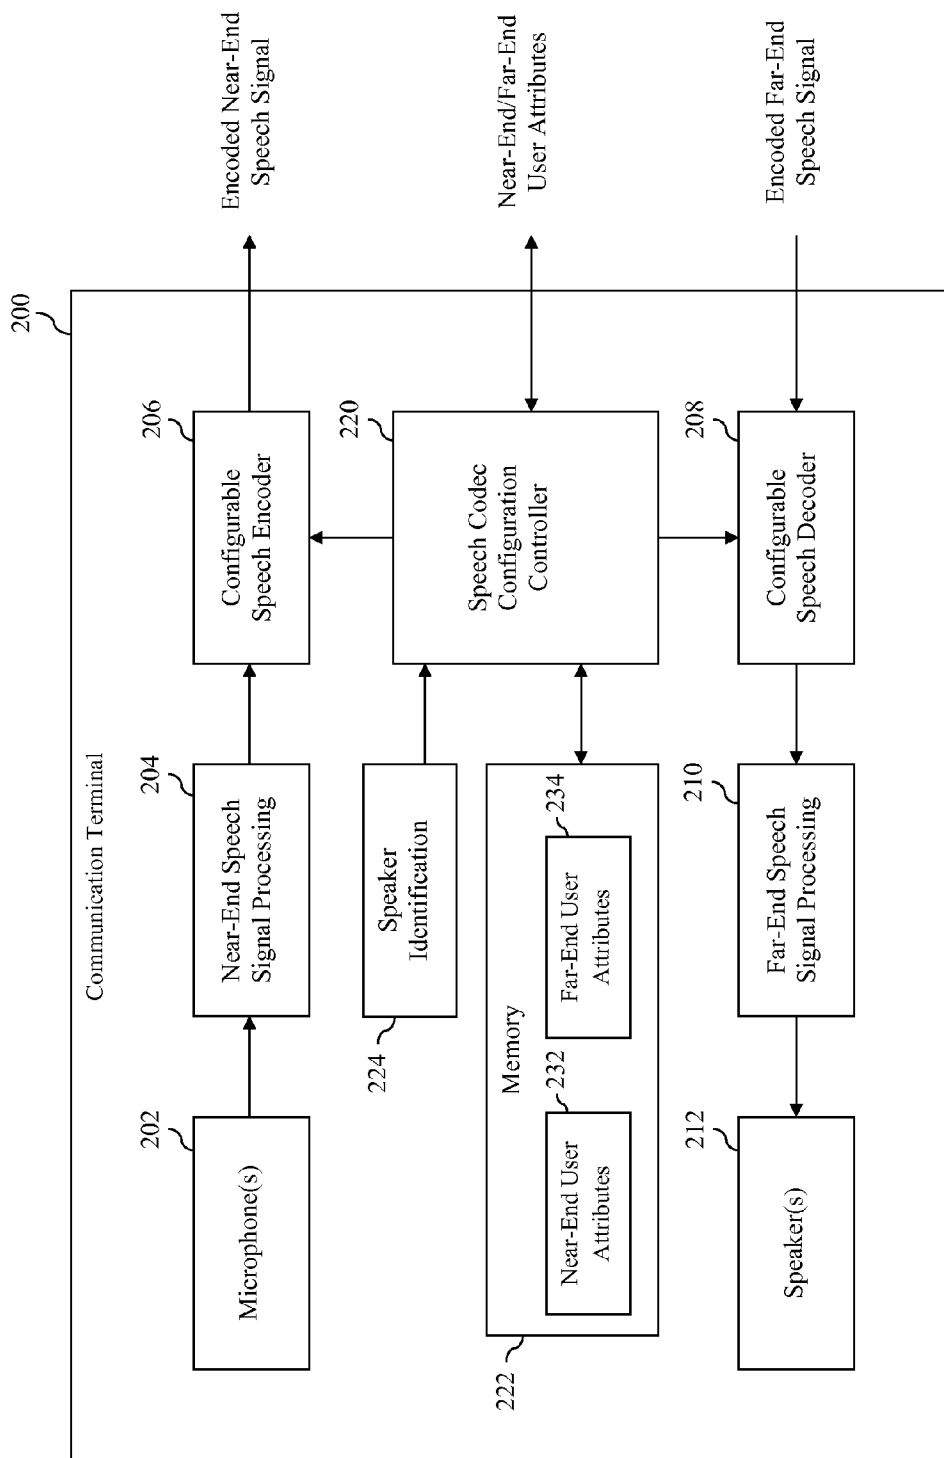 200
Communication Terminal
202
Microphone(s)
204
Near-End Speech
Signal Processing
206
Configurable
Speech Encoder
Encoded Near-End
Speech Signal
224
Speaker
Identification
220
Speech Codec
Configuration
Controller
Near-End/Far-End
User Attributes
222
Memory
232
Near-End User
Attributes
234
Far-End User
Attributes
212
Speaker(s)
210
Far-End Speech
Signal Processing
208
Configurable
Speech Decoder
Encoded Far-End
Speech Signal